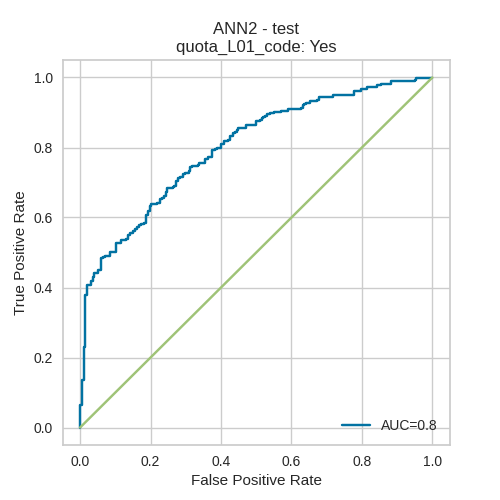 ANN2 - test
quota_L01_code: Yes
1.0
0.8
0.6
0.4
0.2
0.0
True Positive Rate
AUC=0.8
0.0 0.2 0.4 0.6 0.8 1.0
False Positive Rate